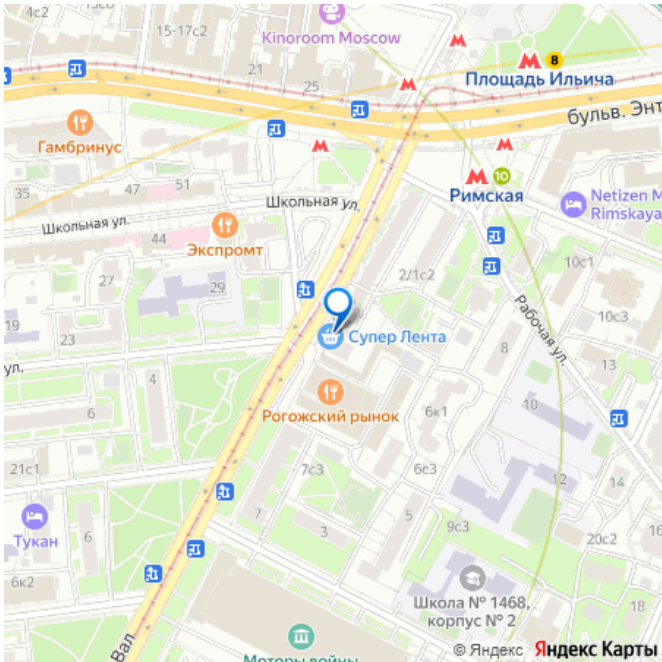 4с2
15-17с2
Kinoroom Moscow
21
25
8
Площадь Ильича
бульв. Энт
Гамбринус
10
Римская
35
47
51
Школьная ул.
Netizen M
Rimskaya
Школьная ул.
44
Экспромт
2/1с2
10с1
27
29
19
Супер Лента
Рабочая ул.
10с3
ул.
8
13
6
Рогожский рынок
6к1
10
21с1
7с3
6с3
12
14
7
3
5
9с3
6
Тукан
20с2
18
6к2
Школа № 1468,
корпус № 2
Вал
Моторы войны
© Яндекс Яндекс Карты